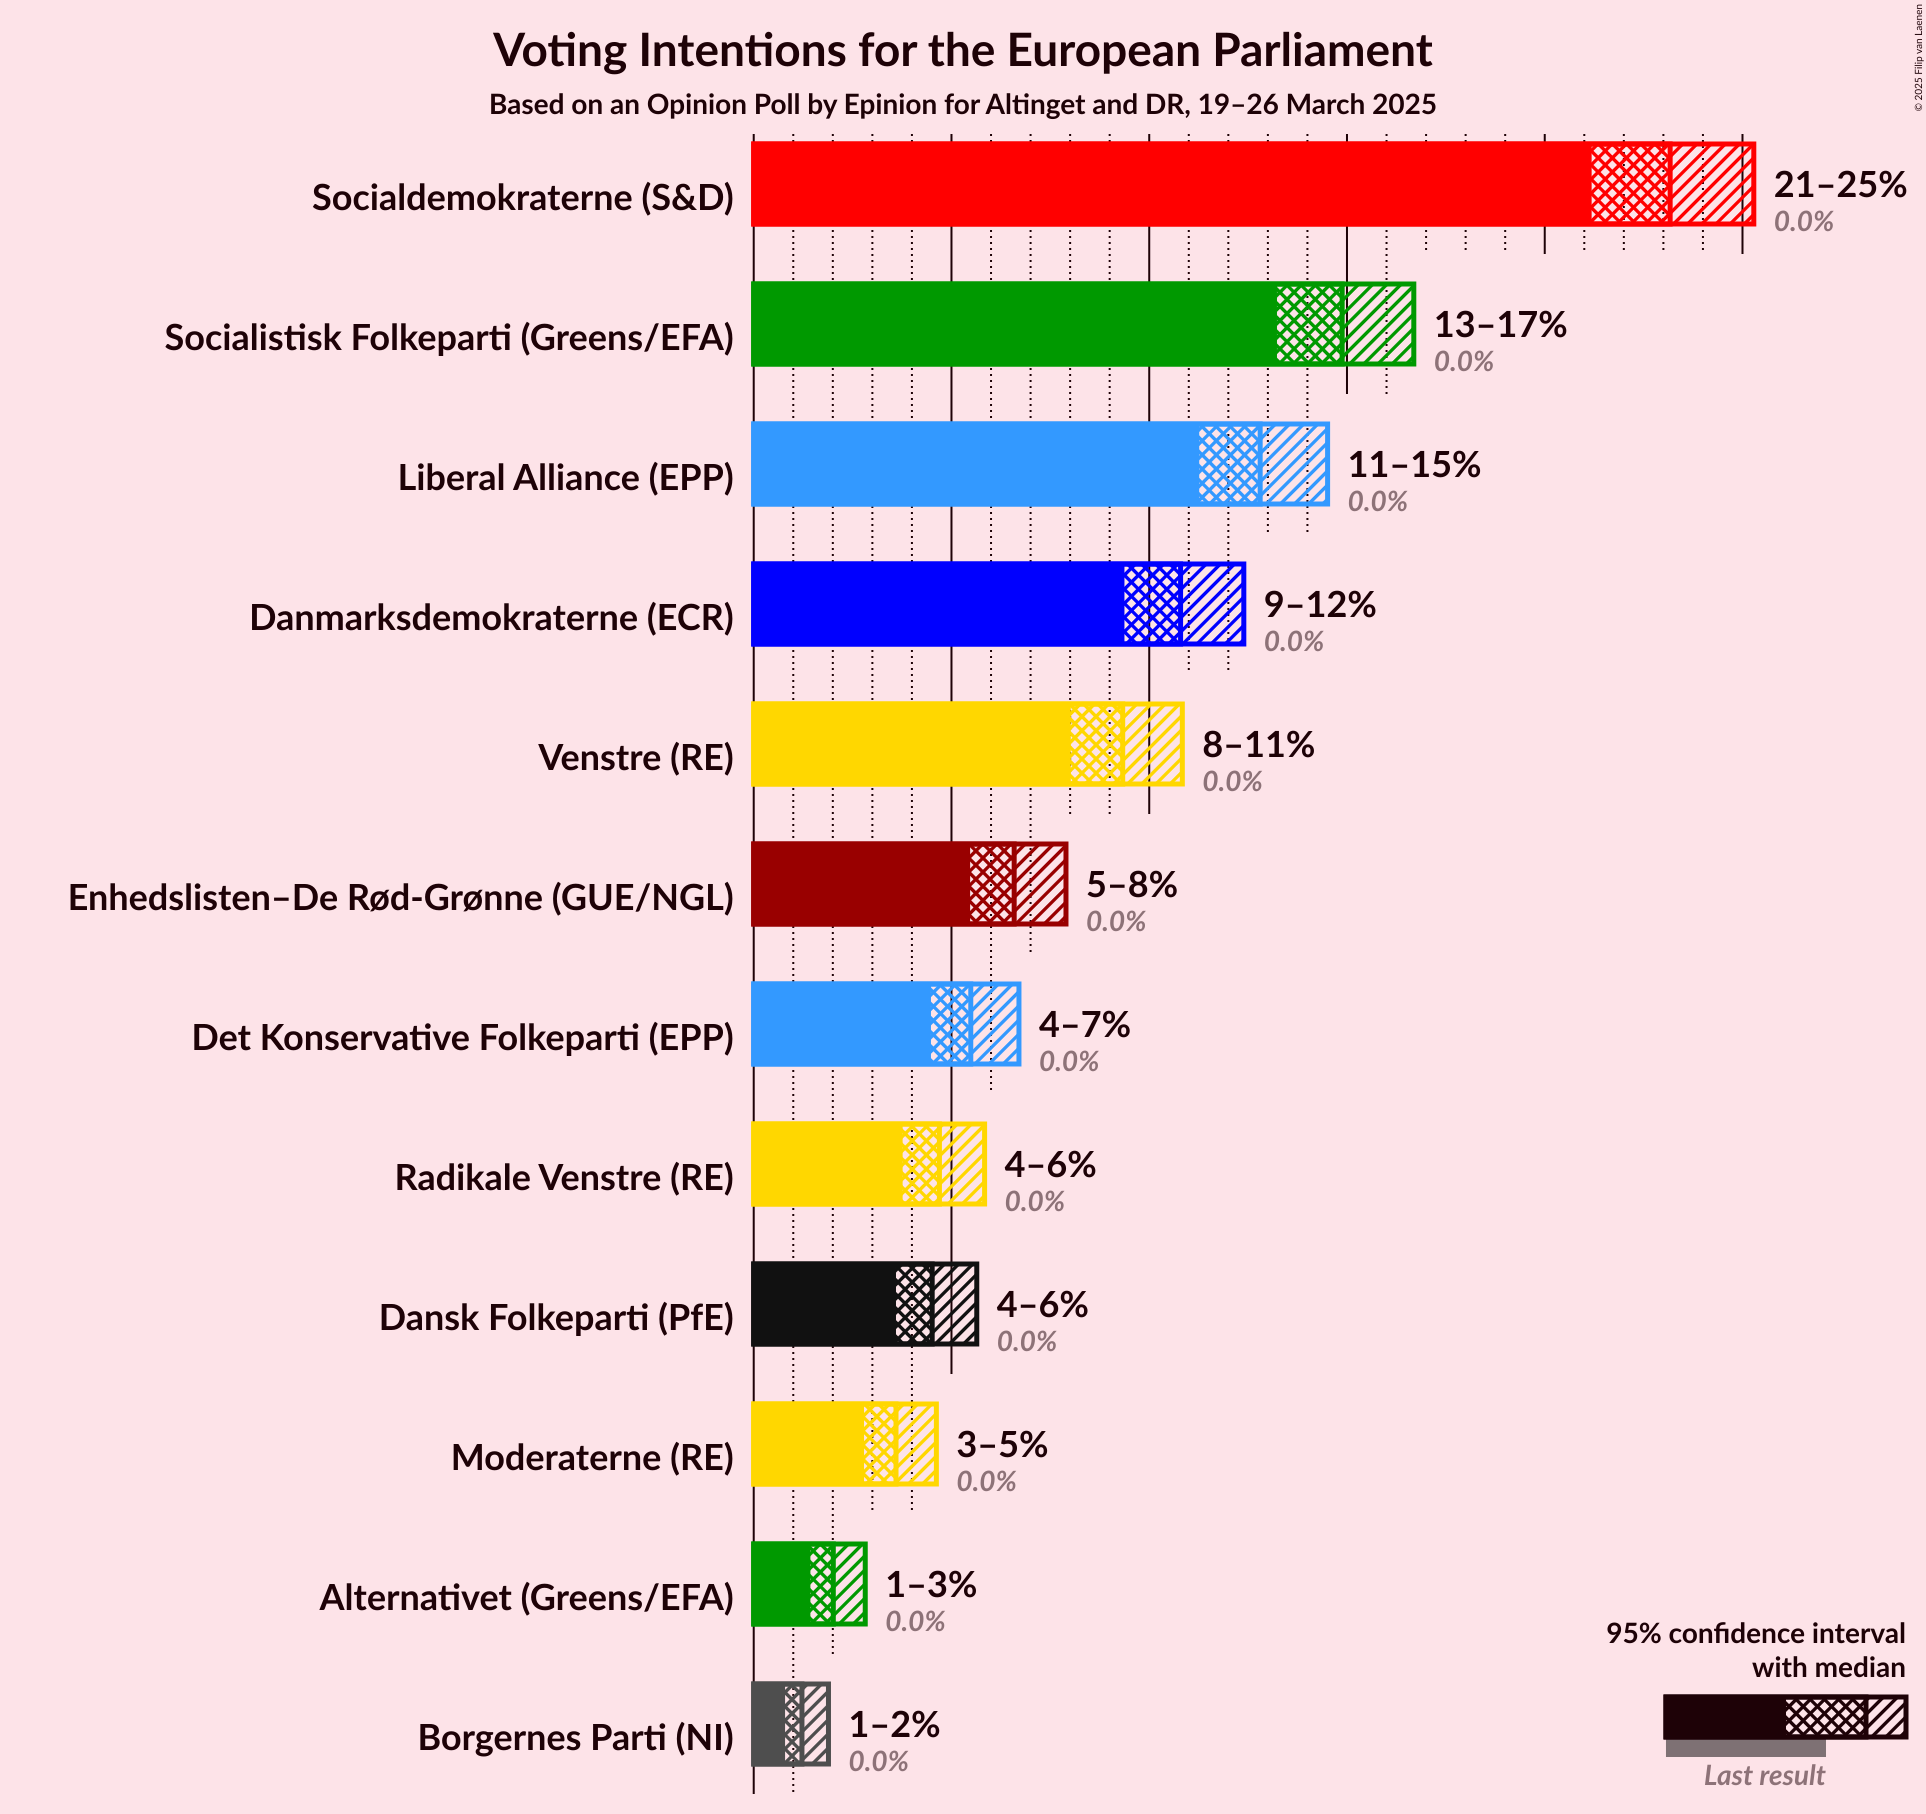 Voting Intentions for the European Parliament
Based on an Opinion Poll by Epinion for Altinget and DR, 19–26 March 2025
© 2025 Filip van Laenen
Socialdemokraterne (S&D)
21–25%
0.0%
Socialistisk Folkeparti (Greens/EFA)
13–17%
0.0%
Liberal Alliance (EPP)
11–15%
0.0%
Danmarksdemokraterne (ECR)
9–12%
0.0%
Venstre (RE)
8–11%
0.0%
Enhedslisten–De Rød-Grønne (GUE/NGL)
5–8%
0.0%
Det Konservative Folkeparti (EPP)
4–7%
0.0%
Radikale Venstre (RE)
4–6%
0.0%
Dansk Folkeparti (PfE)
4–6%
0.0%
Moderaterne (RE)
3–5%
0.0%
Alternativet (Greens/EFA)
1–3%
0.0%
Borgernes Parti (NI)
1–2%
0.0%
95% confidence interval
with median
Last result